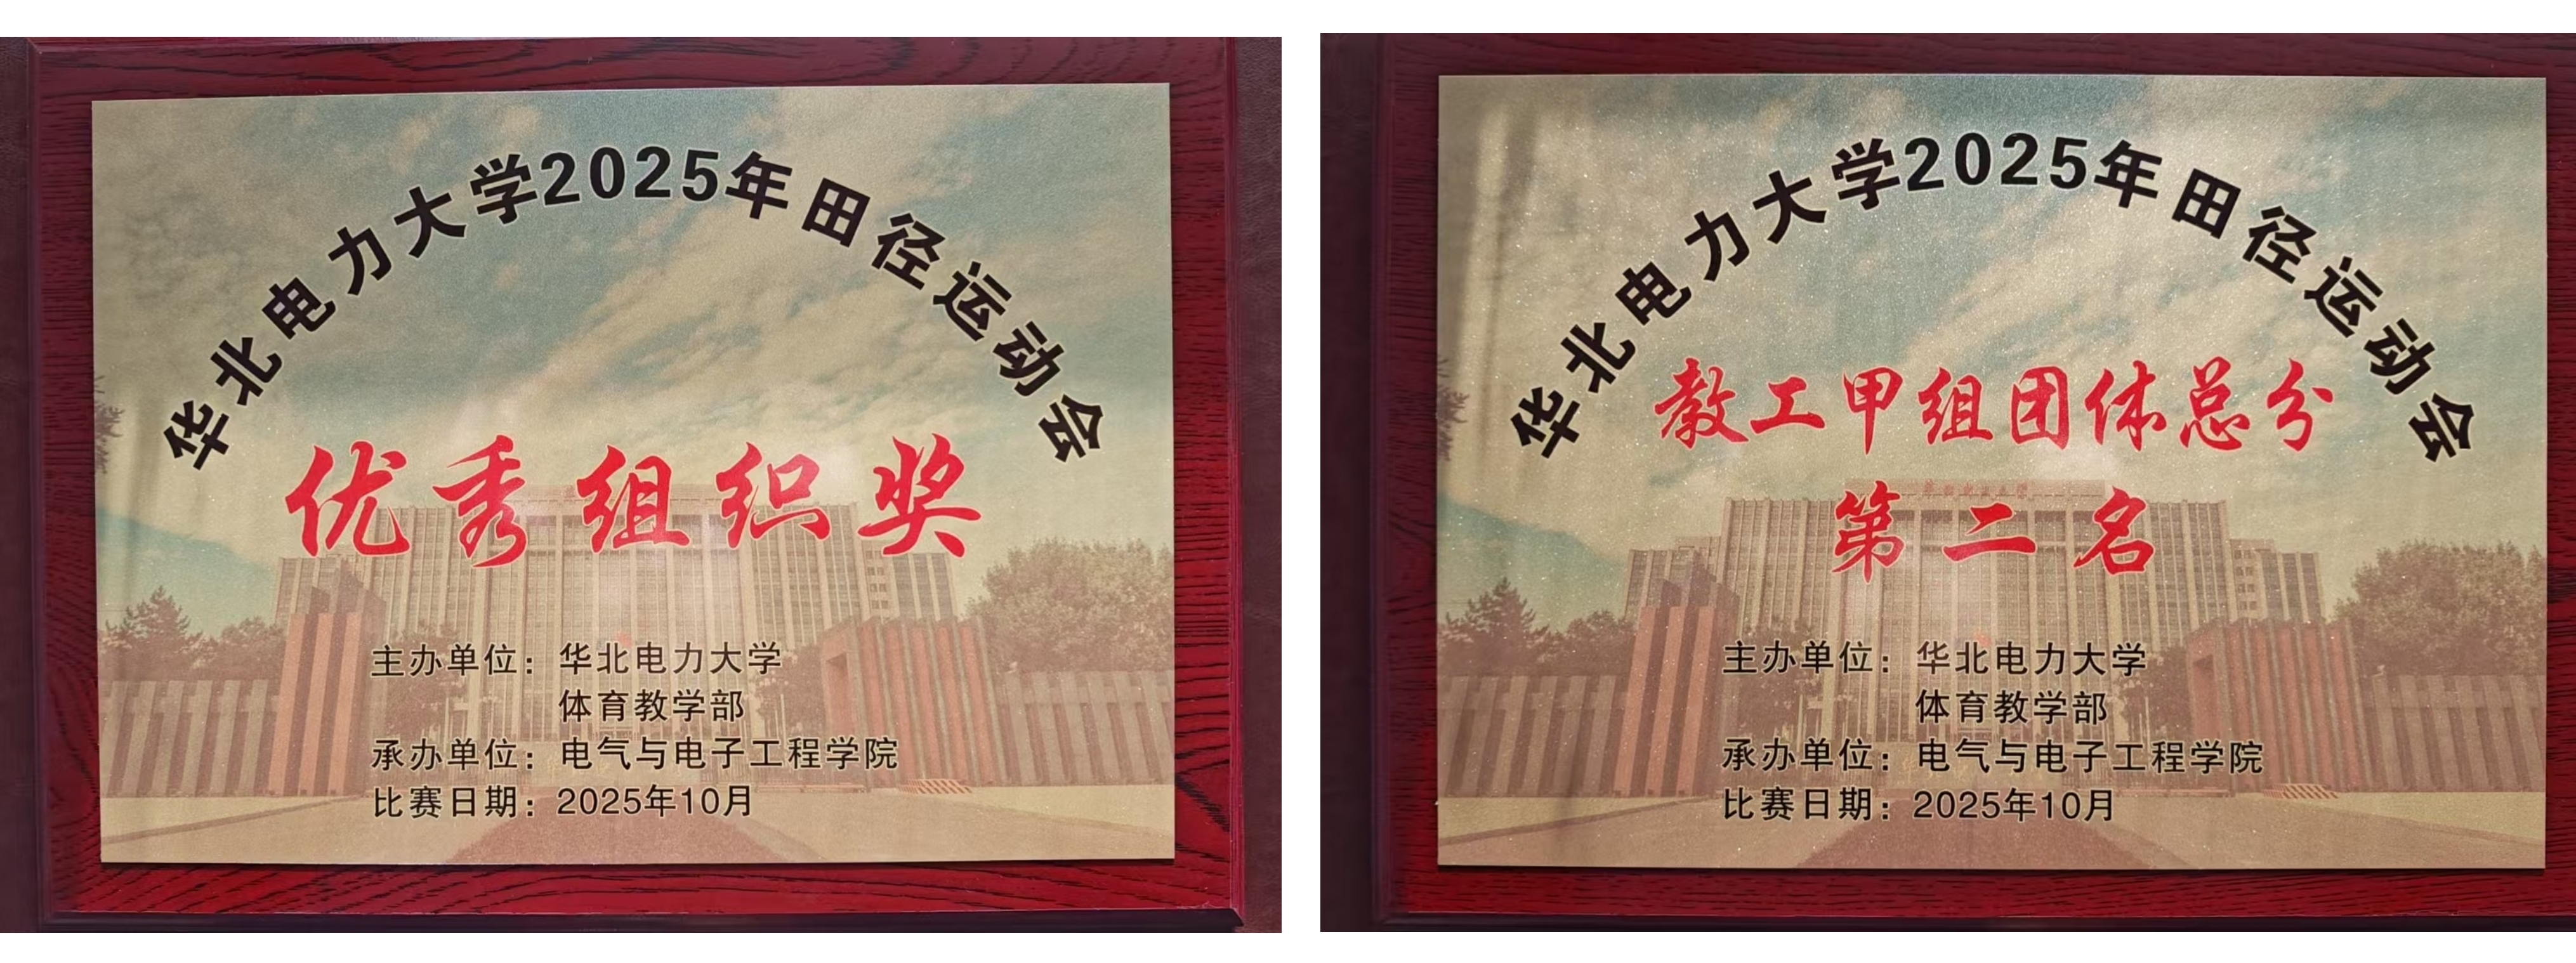 华北电力大学2025年田径运动会
优秀组织奖
主办单位：华北电力大学
体育教学部
承办单位：电气与电子工程学院
比赛日期：2025年10月
华北电力大学2025年田径运动会
教工甲组团体总分
第二名
主办单位：华北电力大学
体育教学部
承办单位：电气与电子工程学院
比赛日期：2025年10月